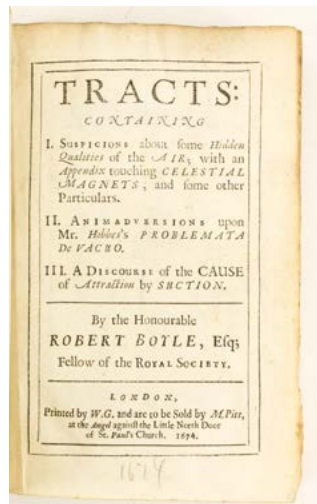 TRACTS:
CONTAINING
I. SUSPICIONS about ſome Hidden
Qualities of the AIR; with an
Appendix touching CELESTIAL
MAGNETS, and ſome other
Particulars.
II. ANIMADVERSIONS upon
Mr. Hobbes's PROBLEMATA
De VACUO.
III. A DISCOURSE of the CAUSE
of Attraction by SUCTION.
By the Honourable
ROBERT BOYLE, Eſq;
Fellow of the ROYAL SOCIETY.
LONDON,
Printed by W.G. and are to be Sold by M. Pitt,
at the Angel againſt the Little North Door
of St. Paul's Church. 1674.
1674